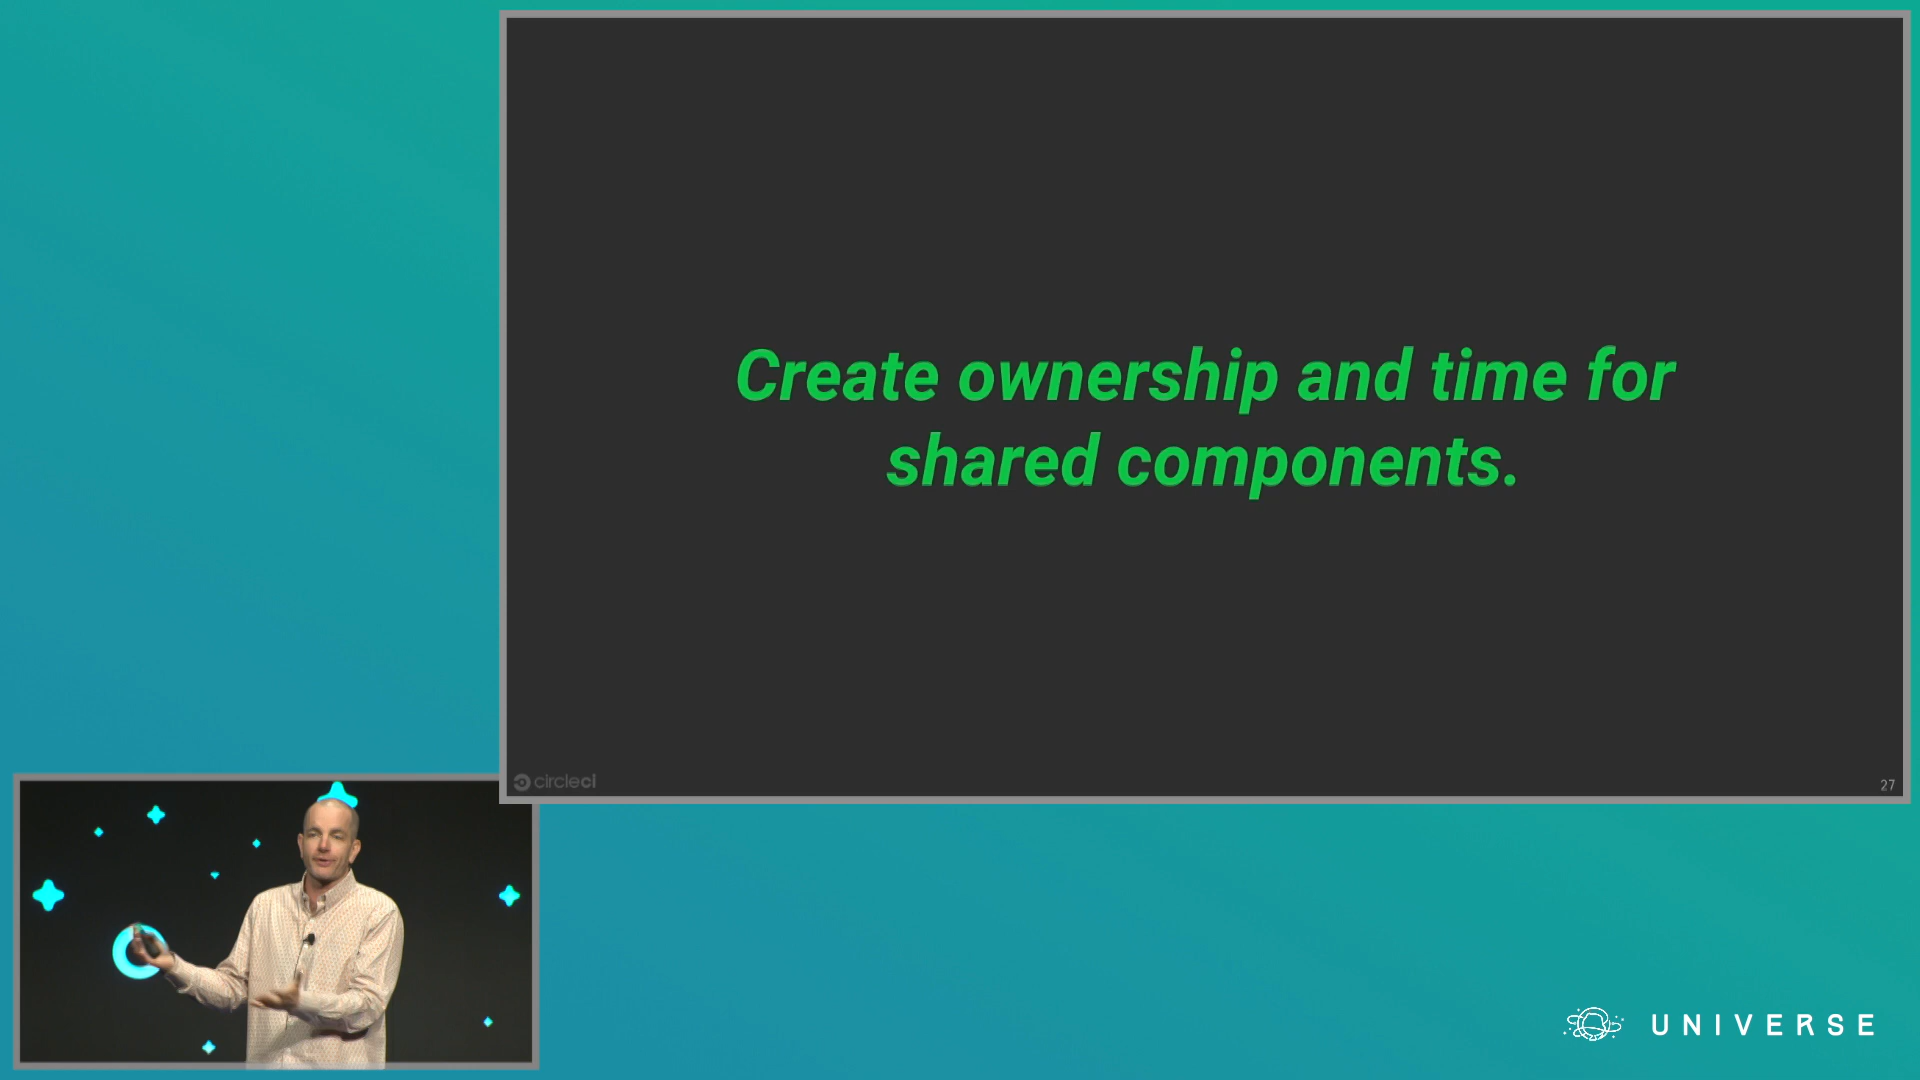 Create ownership and time for
shared components.
circleci
27
UNIVERSE